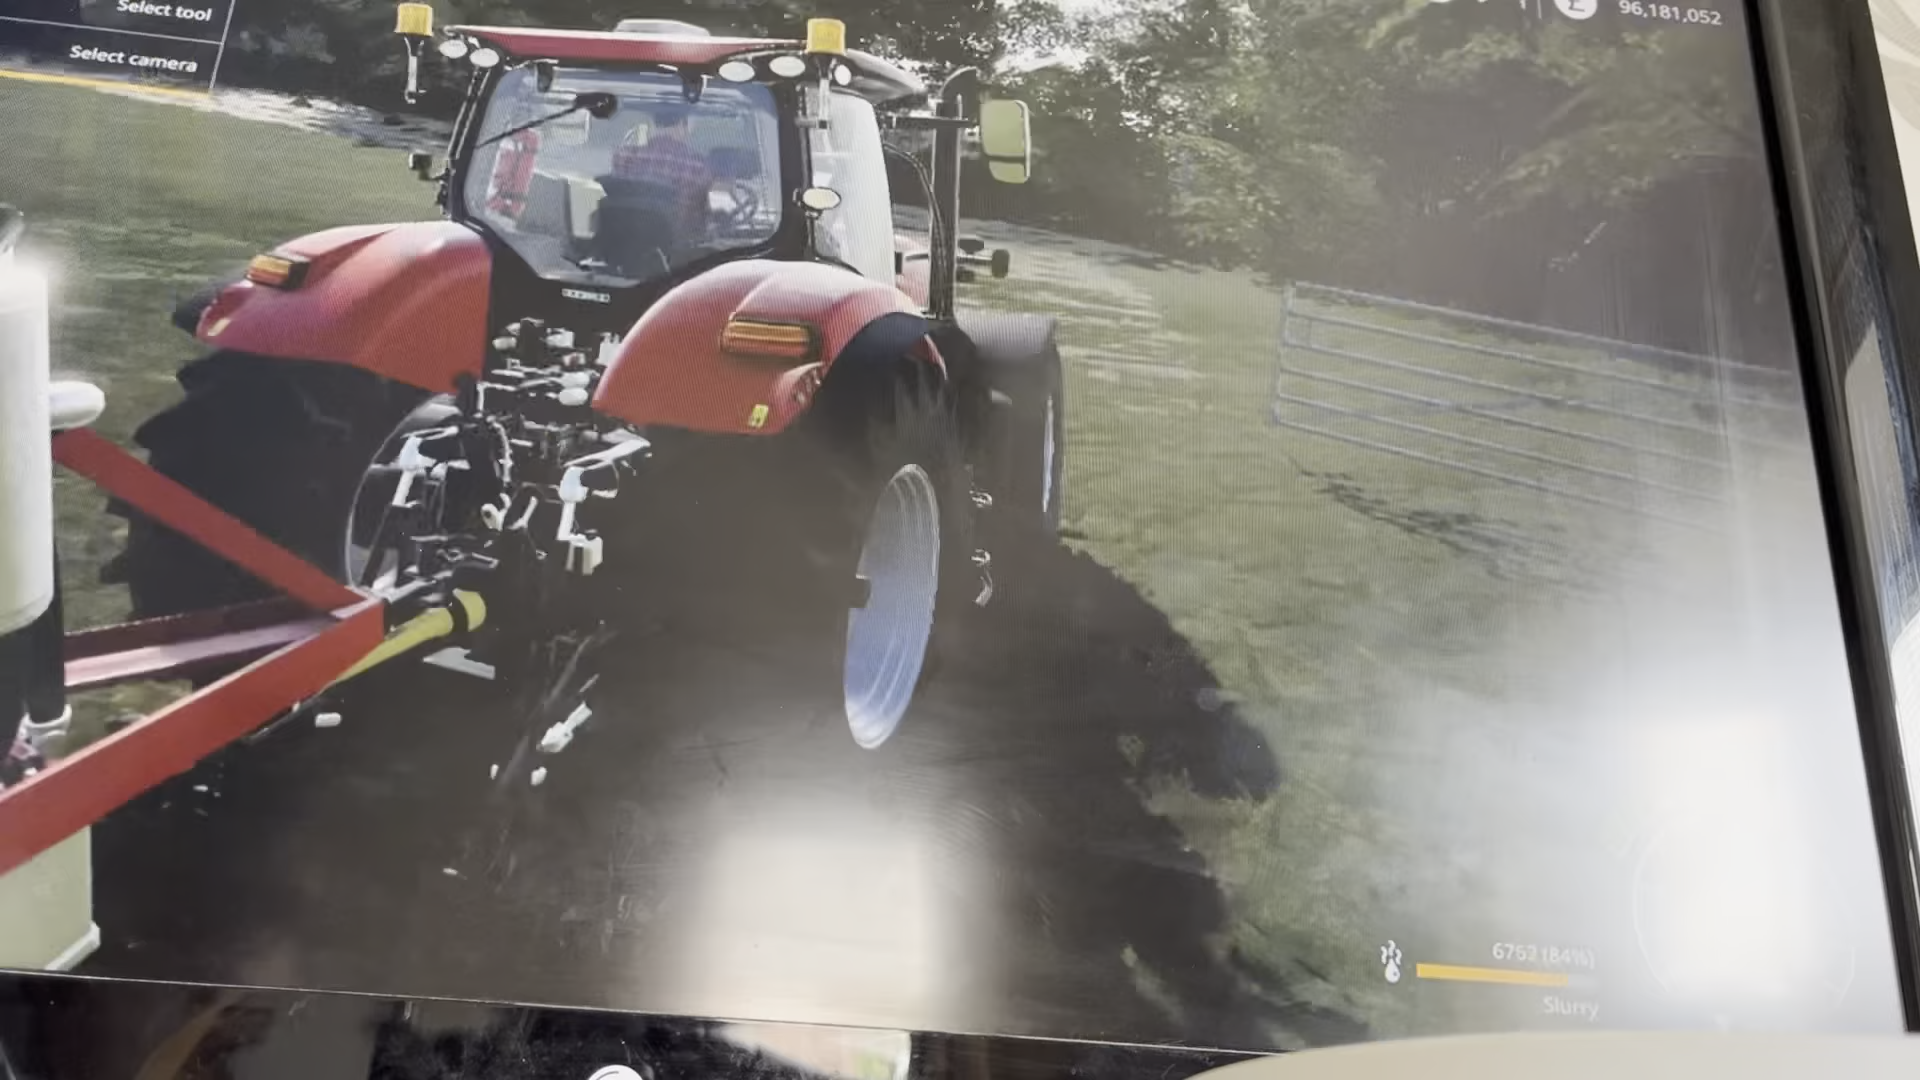 Select tool
Select camera
£ 96,181,052
6762 (84%)
Slurry